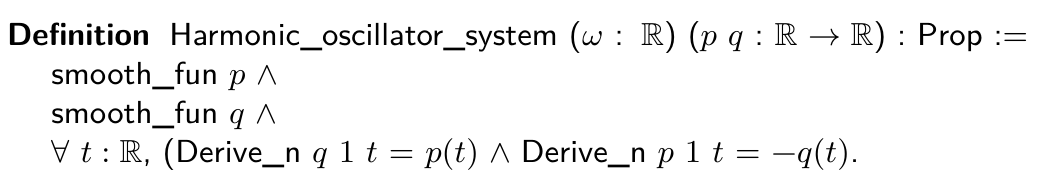 Definition Harmonic_oscillator_system (ω : ℝ) (p q : ℝ → ℝ) : Prop :=
smooth_fun p ∧
smooth_fun q ∧
∀ t : ℝ, (Derive_n q 1 t = p(t) ∧ Derive_n p 1 t = −q(t).